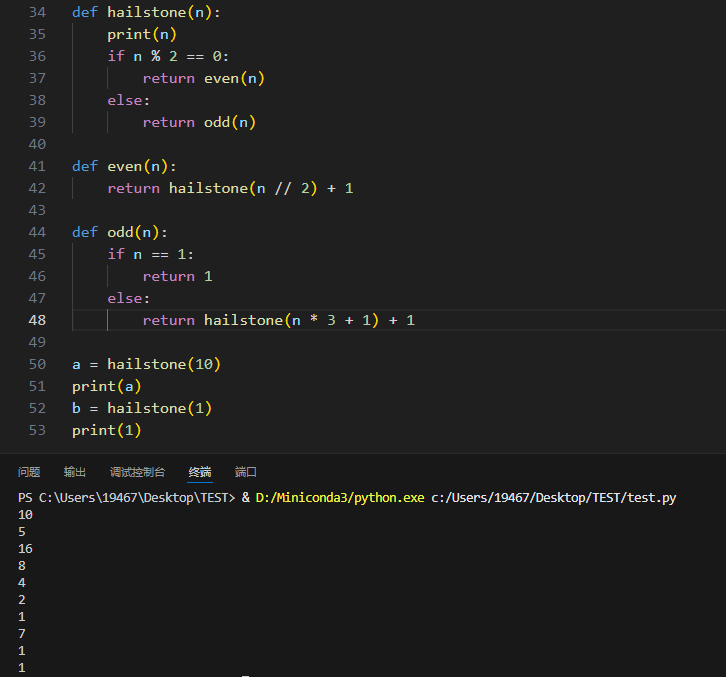 34 def hailstone(n):
35     print(n)
36     if n % 2 == 0:
37         return even(n)
38     else:
39         return odd(n)
40
41 def even(n):
42     return hailstone(n // 2) + 1
43
44 def odd(n):
45     if n == 1:
46         return 1
47     else:
48         return hailstone(n * 3 + 1) + 1
49
50 a = hailstone(10)
51 print(a)
52 b = hailstone(1)
53 print(1)
问题 输出 调试控制台 终端 端口
PS C:\Users\19467\Desktop\TEST> & D:/Miniconda3/python.exe c:/Users/19467/Desktop/TEST/test.py
10
5
16
8
4
2
1
7
1
1